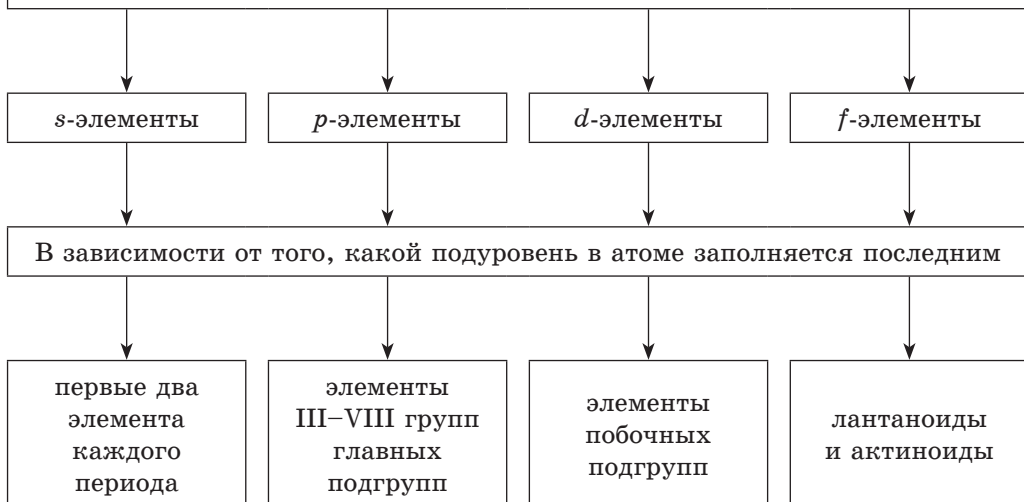 s-элементы
p-элементы
d-элементы
f-элементы
В зависимости от того, какой подуровень в атоме заполняется последним
первые два
элемента
каждого
периода
элементы
III–VIII групп
главных
подгрупп
элементы
побочных
подгрупп
лантаноиды
и актиноиды